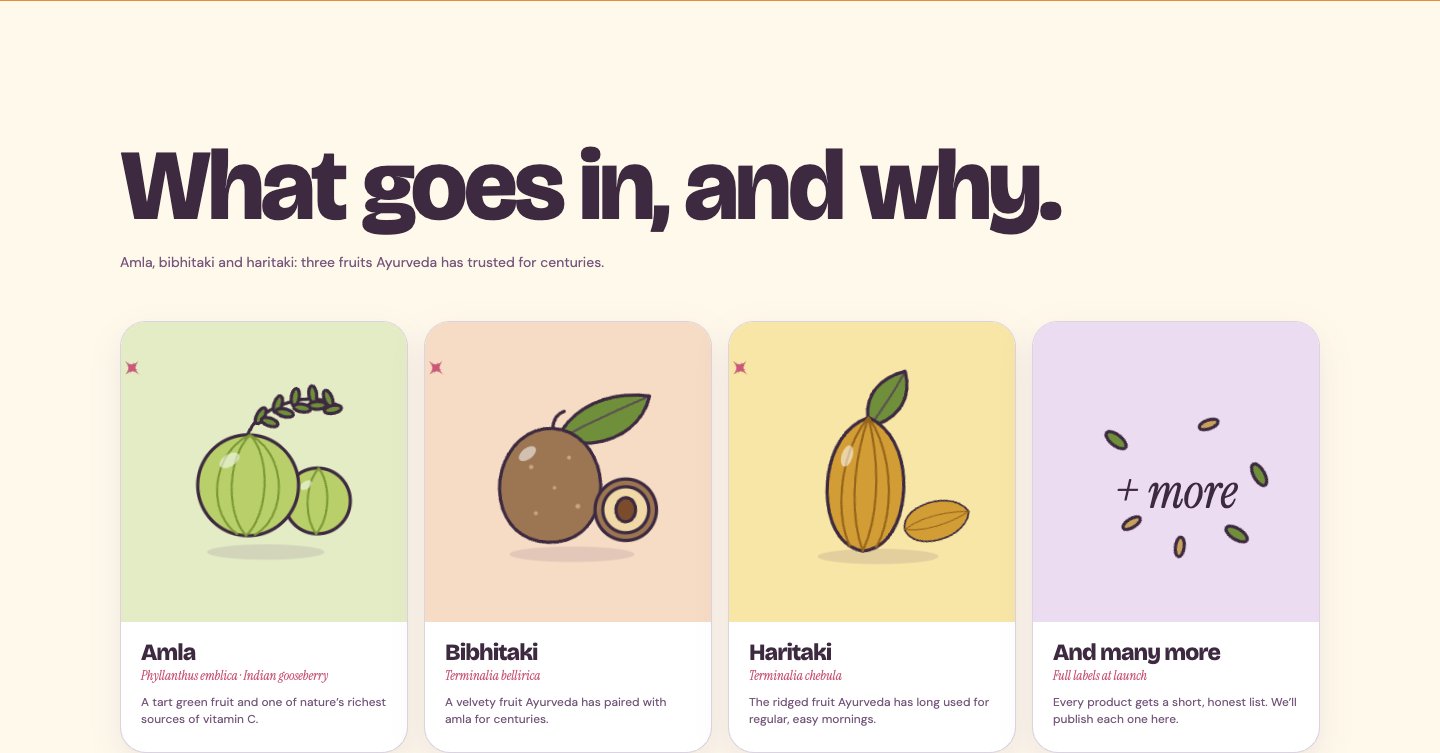 What goes in, and why.
Amla, bibhitaki and haritaki: three fruits Ayurveda has trusted for centuries.
+ more
Amla
Phyllanthus emblica · Indian gooseberry
A tart green fruit and one of nature’s richest
sources of vitamin C.
Bibhitaki
Terminalia bellirica
A velvety fruit Ayurveda has paired with
amla for centuries.
Haritaki
Terminalia chebula
The ridged fruit Ayurveda has long used for
regular, easy mornings.
And many more
Full labels at launch
Every product gets a short, honest list. We’ll
publish each one here.